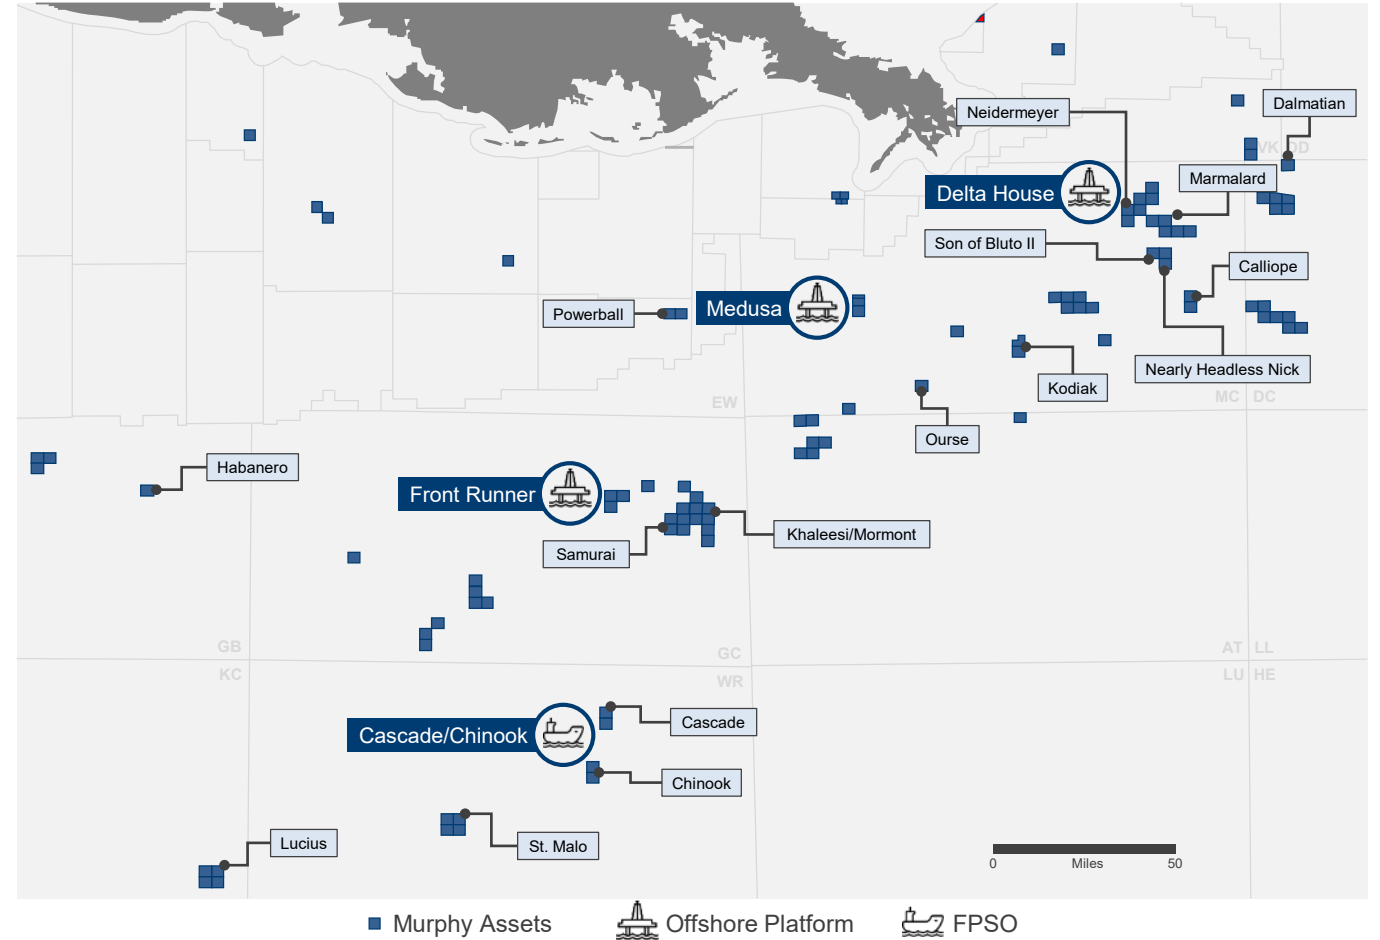 Dalmatian
Neidermeyer
VK DD
Marmalard
Delta House
Son of Bluto II
Calliope
Powerball
Medusa
Nearly Headless Nick
Kodiak
EW
MC DC
Ourse
Habanero
Front Runner
Khaleesi/Mormont
Samurai
GB
GC
AT LL
KC
WR
LU HE
Cascade
Cascade/Chinook
Chinook
Lucius
St. Malo
0 Miles 50
Murphy Assets
Offshore Platform
FPSO